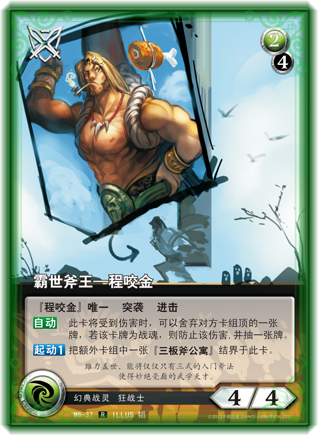 2
4
霸世斧王—程咬金
『程咬金』唯一 突袭 进击
自动 此卡将受到伤害时，可以舍弃对方卡组顶的一张
牌，若该卡牌为战魂，则防止该伤害，并抽一张牌。
起动1 把额外卡组中一张『三板斧公寓』结界于此卡。
雄力盖世、能将仅仅只有三式的入门斧法
使得妙绝毫巅的武学天才。
幻典战灵 狂战士
4 / 4
R ILLUS